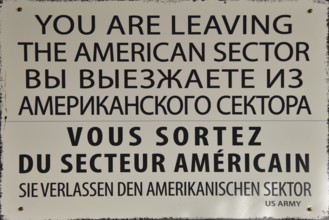 YOU ARE LEAVING
THE AMERICAN SECTOR
ВЫ ВЫЕЗЖАЕТЕ ИЗ
АМЕРИКАНСКОГО СЕКТОРА
VOUS SORTEZ
DU SECTEUR AMÉRICAIN
SIE VERLASSEN DEN AMERIKANISCHEN SEKTOR
US ARMY